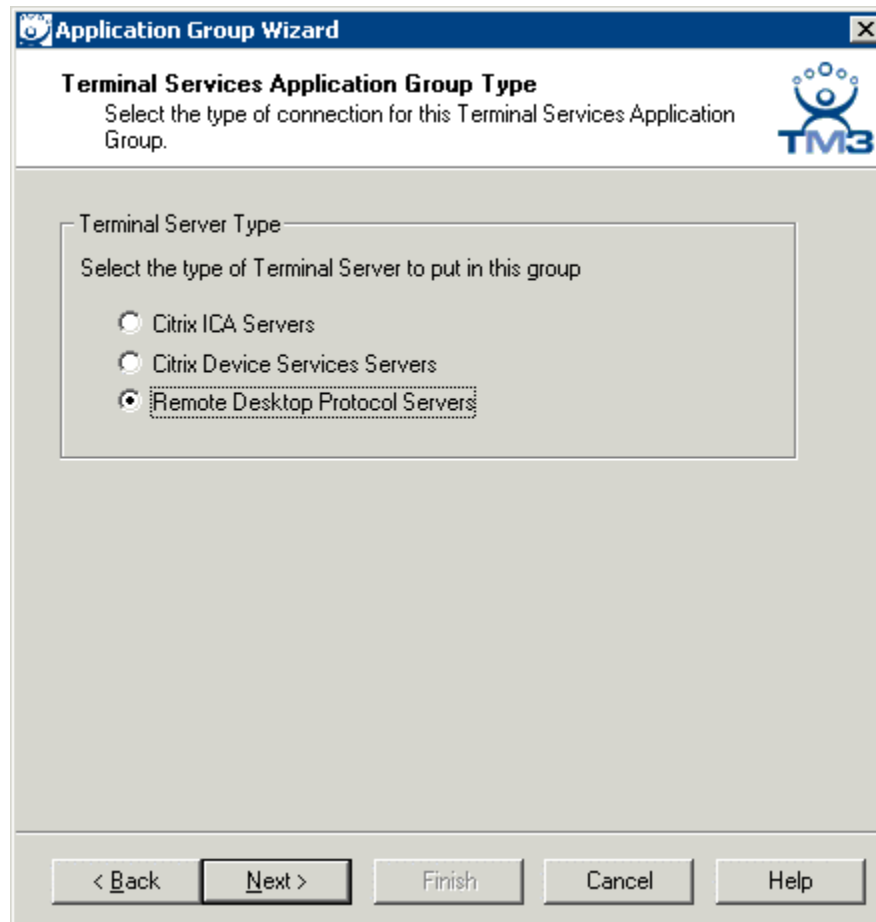 Application Group Wizard
Terminal Services Application Group Type
Select the type of connection for this Terminal Services Application
Group.
TM3
Terminal Server Type
Select the type of Terminal Server to put in this group
Citrix ICA Servers
Citrix Device Services Servers
Remote Desktop Protocol Servers
< Back
Next >
Finish
Cancel
Help